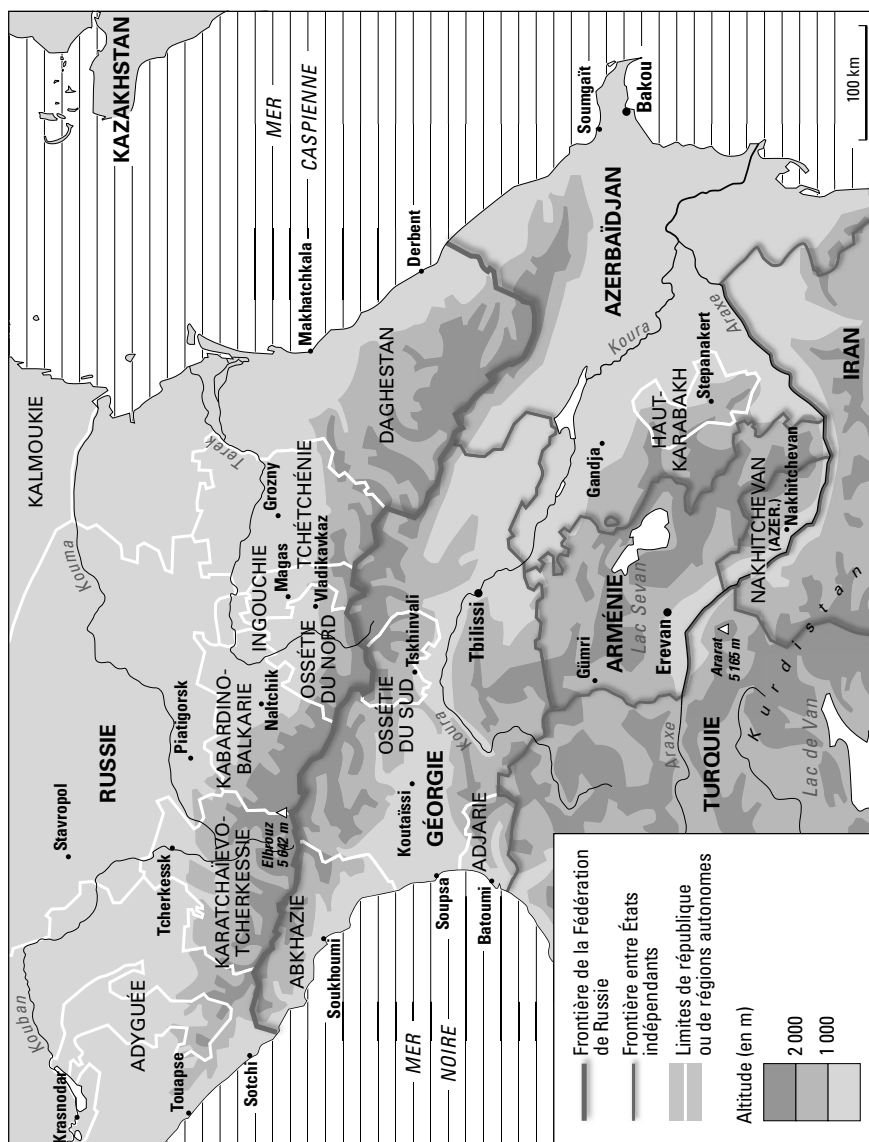 KAZAKHSTAN
KALMOUKIE
RUSSIE
Stavropol
Krasnodar
Kouban
Kouma
ADYGUÉE
Touapse
Sotchi
Tcherkessk
KARATCHAÏEVO-
TCHERKESSIE
Elbrouz
5 642 m
Piatigorsk
KABARDINO-
BALKARIE
Naltchik
OSSÉTIE
DU NORD
INGOUCHIE
Magas
Vladikavkaz
TCHÉTCHÉNIE
Grozny
Terek
DAGHESTAN
Makhatchkala
Derbent
MER
CASPIENNE
ABKHAZIE
Soukhoumi
MER
NOIRE
OSSÉTIE
DU SUD
Tskhinvali
Koutaïssi
GÉORGIE
Soupsa
ADJARIE
Batoumi
Koura
Tbilissi
Koura
AZERBAÏDJAN
Soumgaït
Bakou
Gandja
HAUT-
KARABAKH
Stepanakert
Araxe
ARMÉNIE
Gümri
Lac Sevan
Erevan
NAKHITCHEVAN
(AZER.)
Nakhitchevan
Ararat
5 165 m
Araxe
TURQUIE
Kurdistan
Lac de Van
IRAN
100 km
Frontière de la Fédération
de Russie
Frontière entre États
indépendants
Limites de république
ou de régions autonomes
Altitude (en m)
2 000
1 000